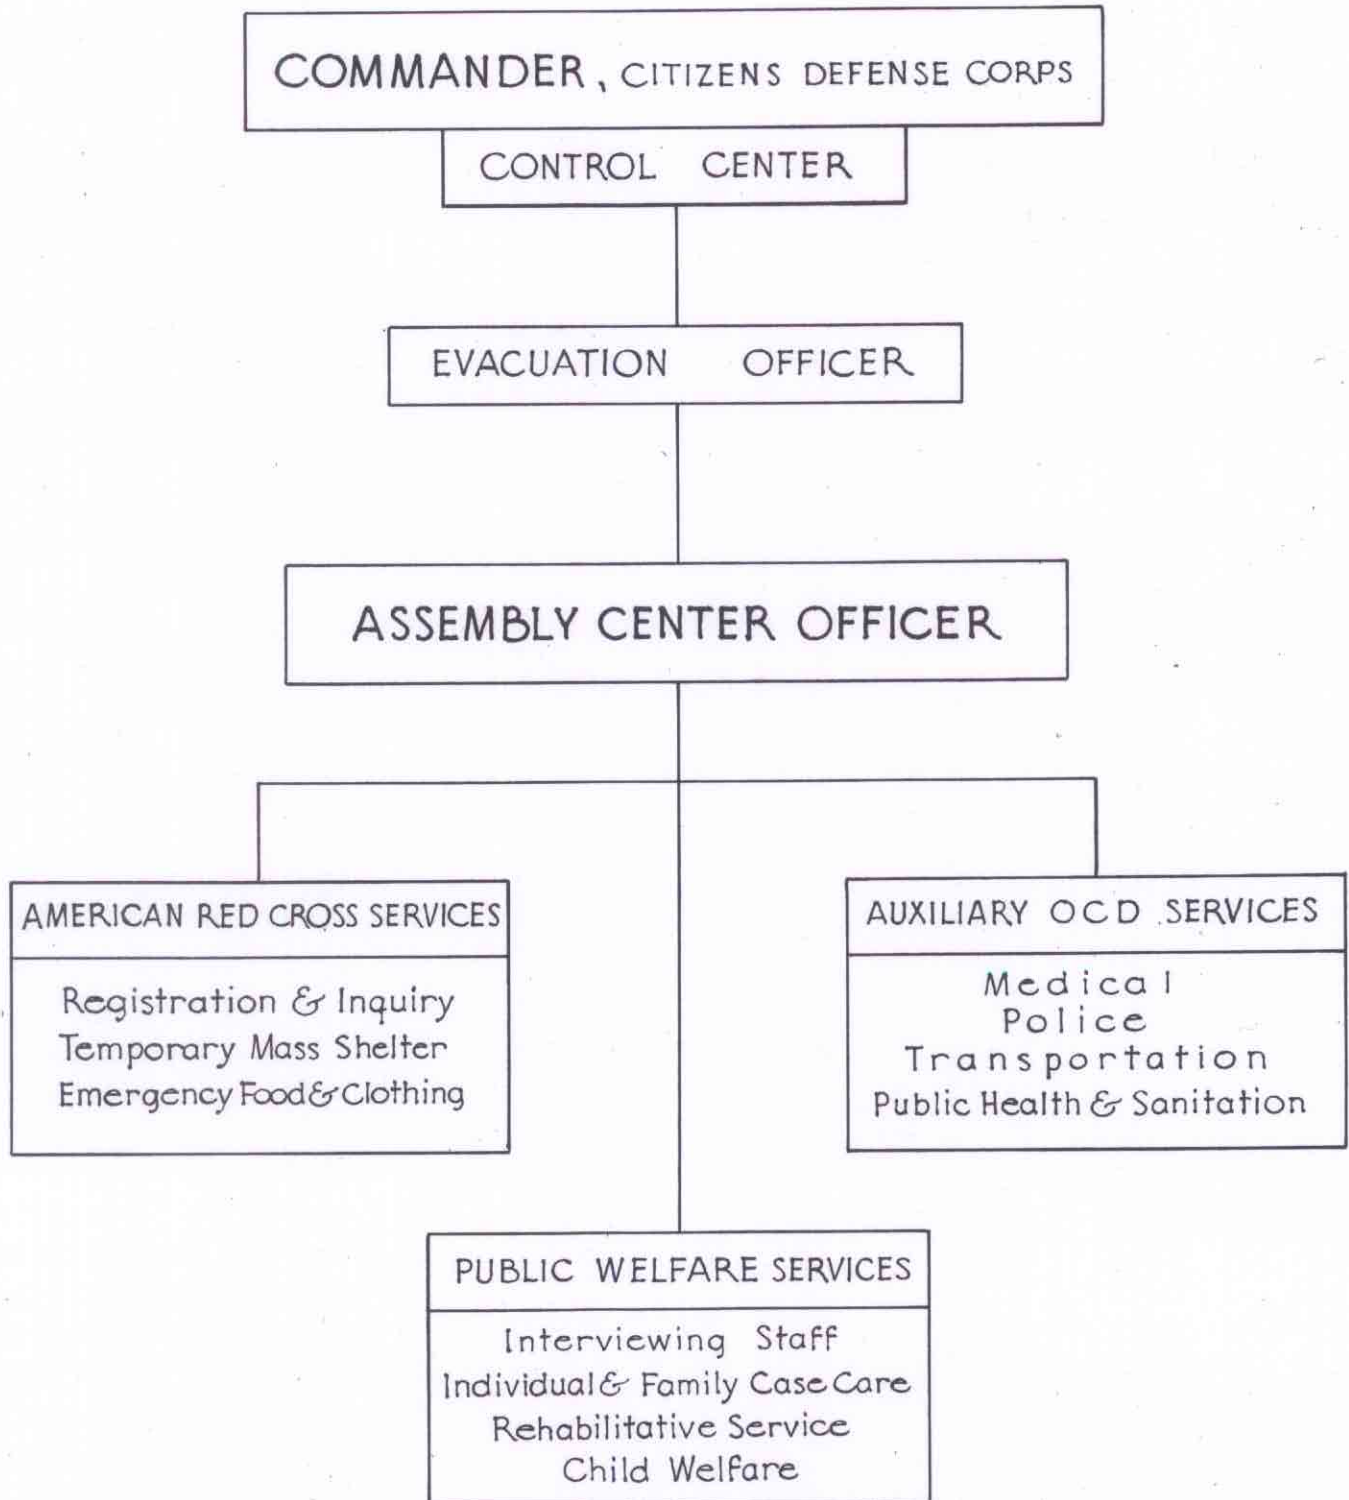 COMMANDER, CITIZENS DEFENSE CORPS
CONTROL CENTER
EVACUATION OFFICER
ASSEMBLY CENTER OFFICER
AMERICAN RED CROSS SERVICES
Registration & Inquiry
Temporary Mass Shelter
Emergency Food & Clothing
AUXILIARY OCD SERVICES
Medical
Police
Transportation
Public Health & Sanitation
PUBLIC WELFARE SERVICES
Interviewing Staff
Individual & Family Case Care
Rehabilitative Service
Child Welfare